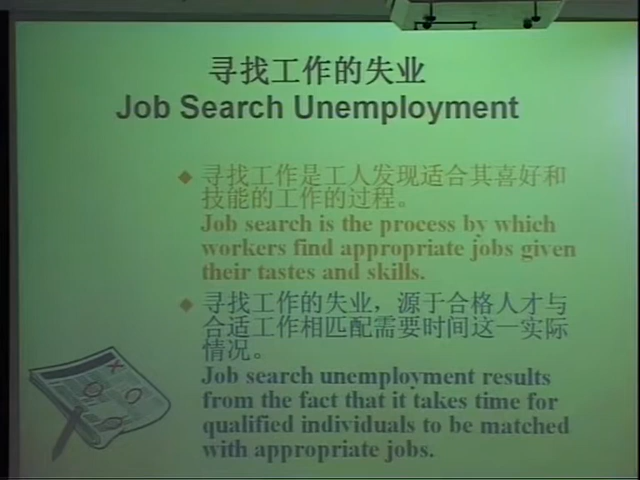 寻找工作的失业
Job Search Unemployment
寻找工作是工人发现适合其喜好和
技能的工作的过程。
Job search is the process by which
workers find appropriate jobs given
their tastes and skills.
寻找工作的失业，源于合格人才与
合适工作相匹配需要时间这一实际
情况。
Job search unemployment results
from the fact that it takes time for
qualified individuals to be matched
with appropriate jobs.